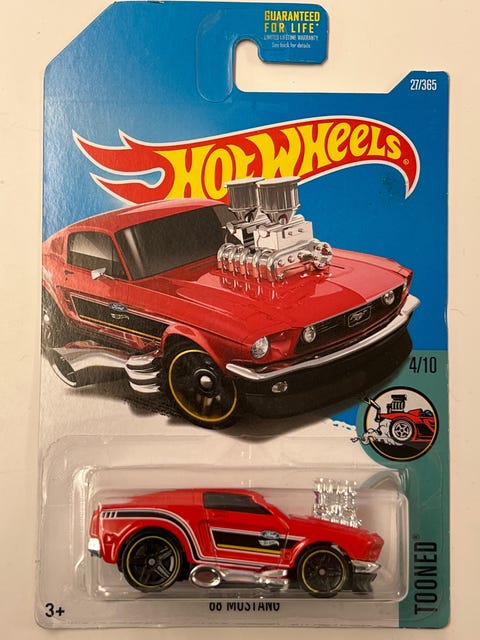 GUARANTEED
FOR LIFE*
LIMITED LIFETIME WARRANTY
See back for details
27/365
HOT WHEELS®
Ford
4/10
TOONED®
3+
68 MUSTANG